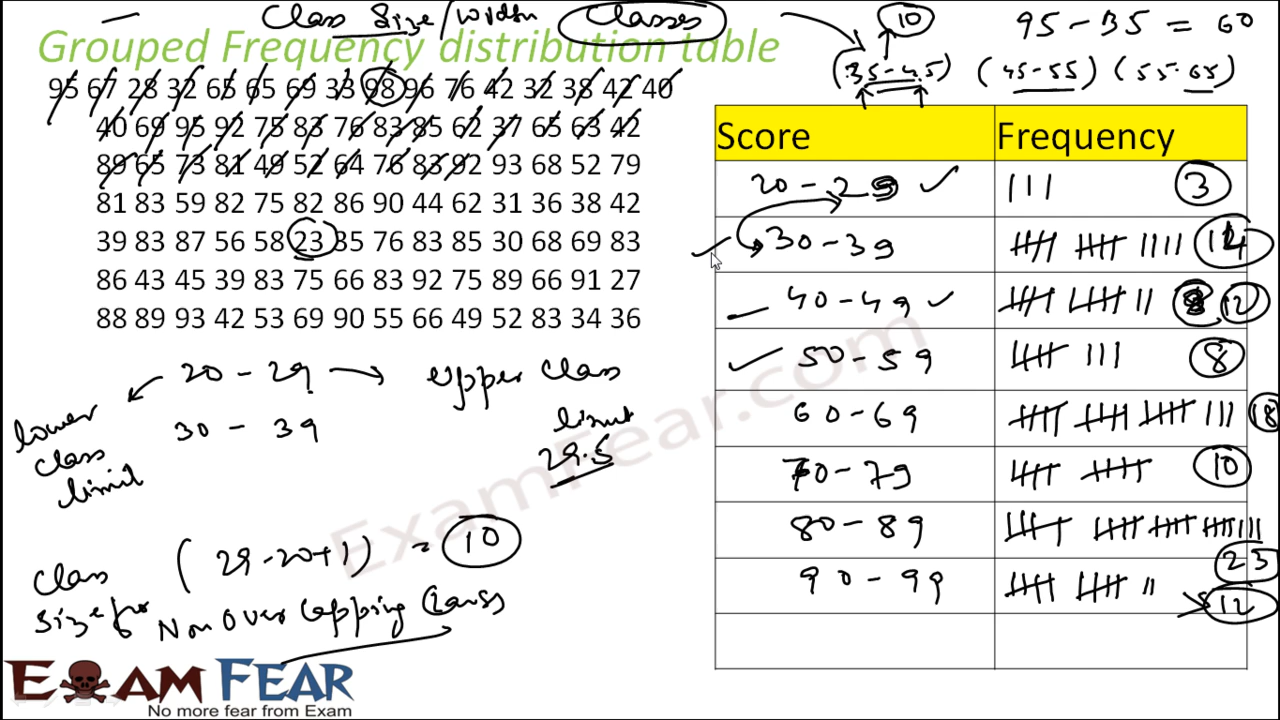 Class Size/Width Classes
10
95 - 35 = 60
Grouped Frequency distribution table
(35-45) (45-55) (55-65)
95 67 28 32 65 65 69 33 98 96 76 42 32 38 42 40
40 69 95 92 75 83 76 83 85 62 37 65 63 42
89 65 73 81 49 52 64 76 83 92 93 68 52 79
81 83 59 82 75 82 86 90 44 62 31 36 38 42
39 83 87 56 58 23 35 76 83 85 30 68 69 83
86 43 45 39 83 75 66 83 92 75 89 66 91 27
88 89 93 42 53 69 90 55 66 49 52 83 34 36
Score Frequency
20 - 29 3
30 - 39 14
40 - 49 12
50 - 59 8
60 - 69 18
70 - 79 10
80 - 89 23
90 - 99 12
20 - 29 → Upper Class
limit
29.5
lower
class
limit
30 - 39
Class (29-20+1) = 10
Size for Non Overlapping Classes
ExamFear.com
EXAM FEAR
No more fear from Exam